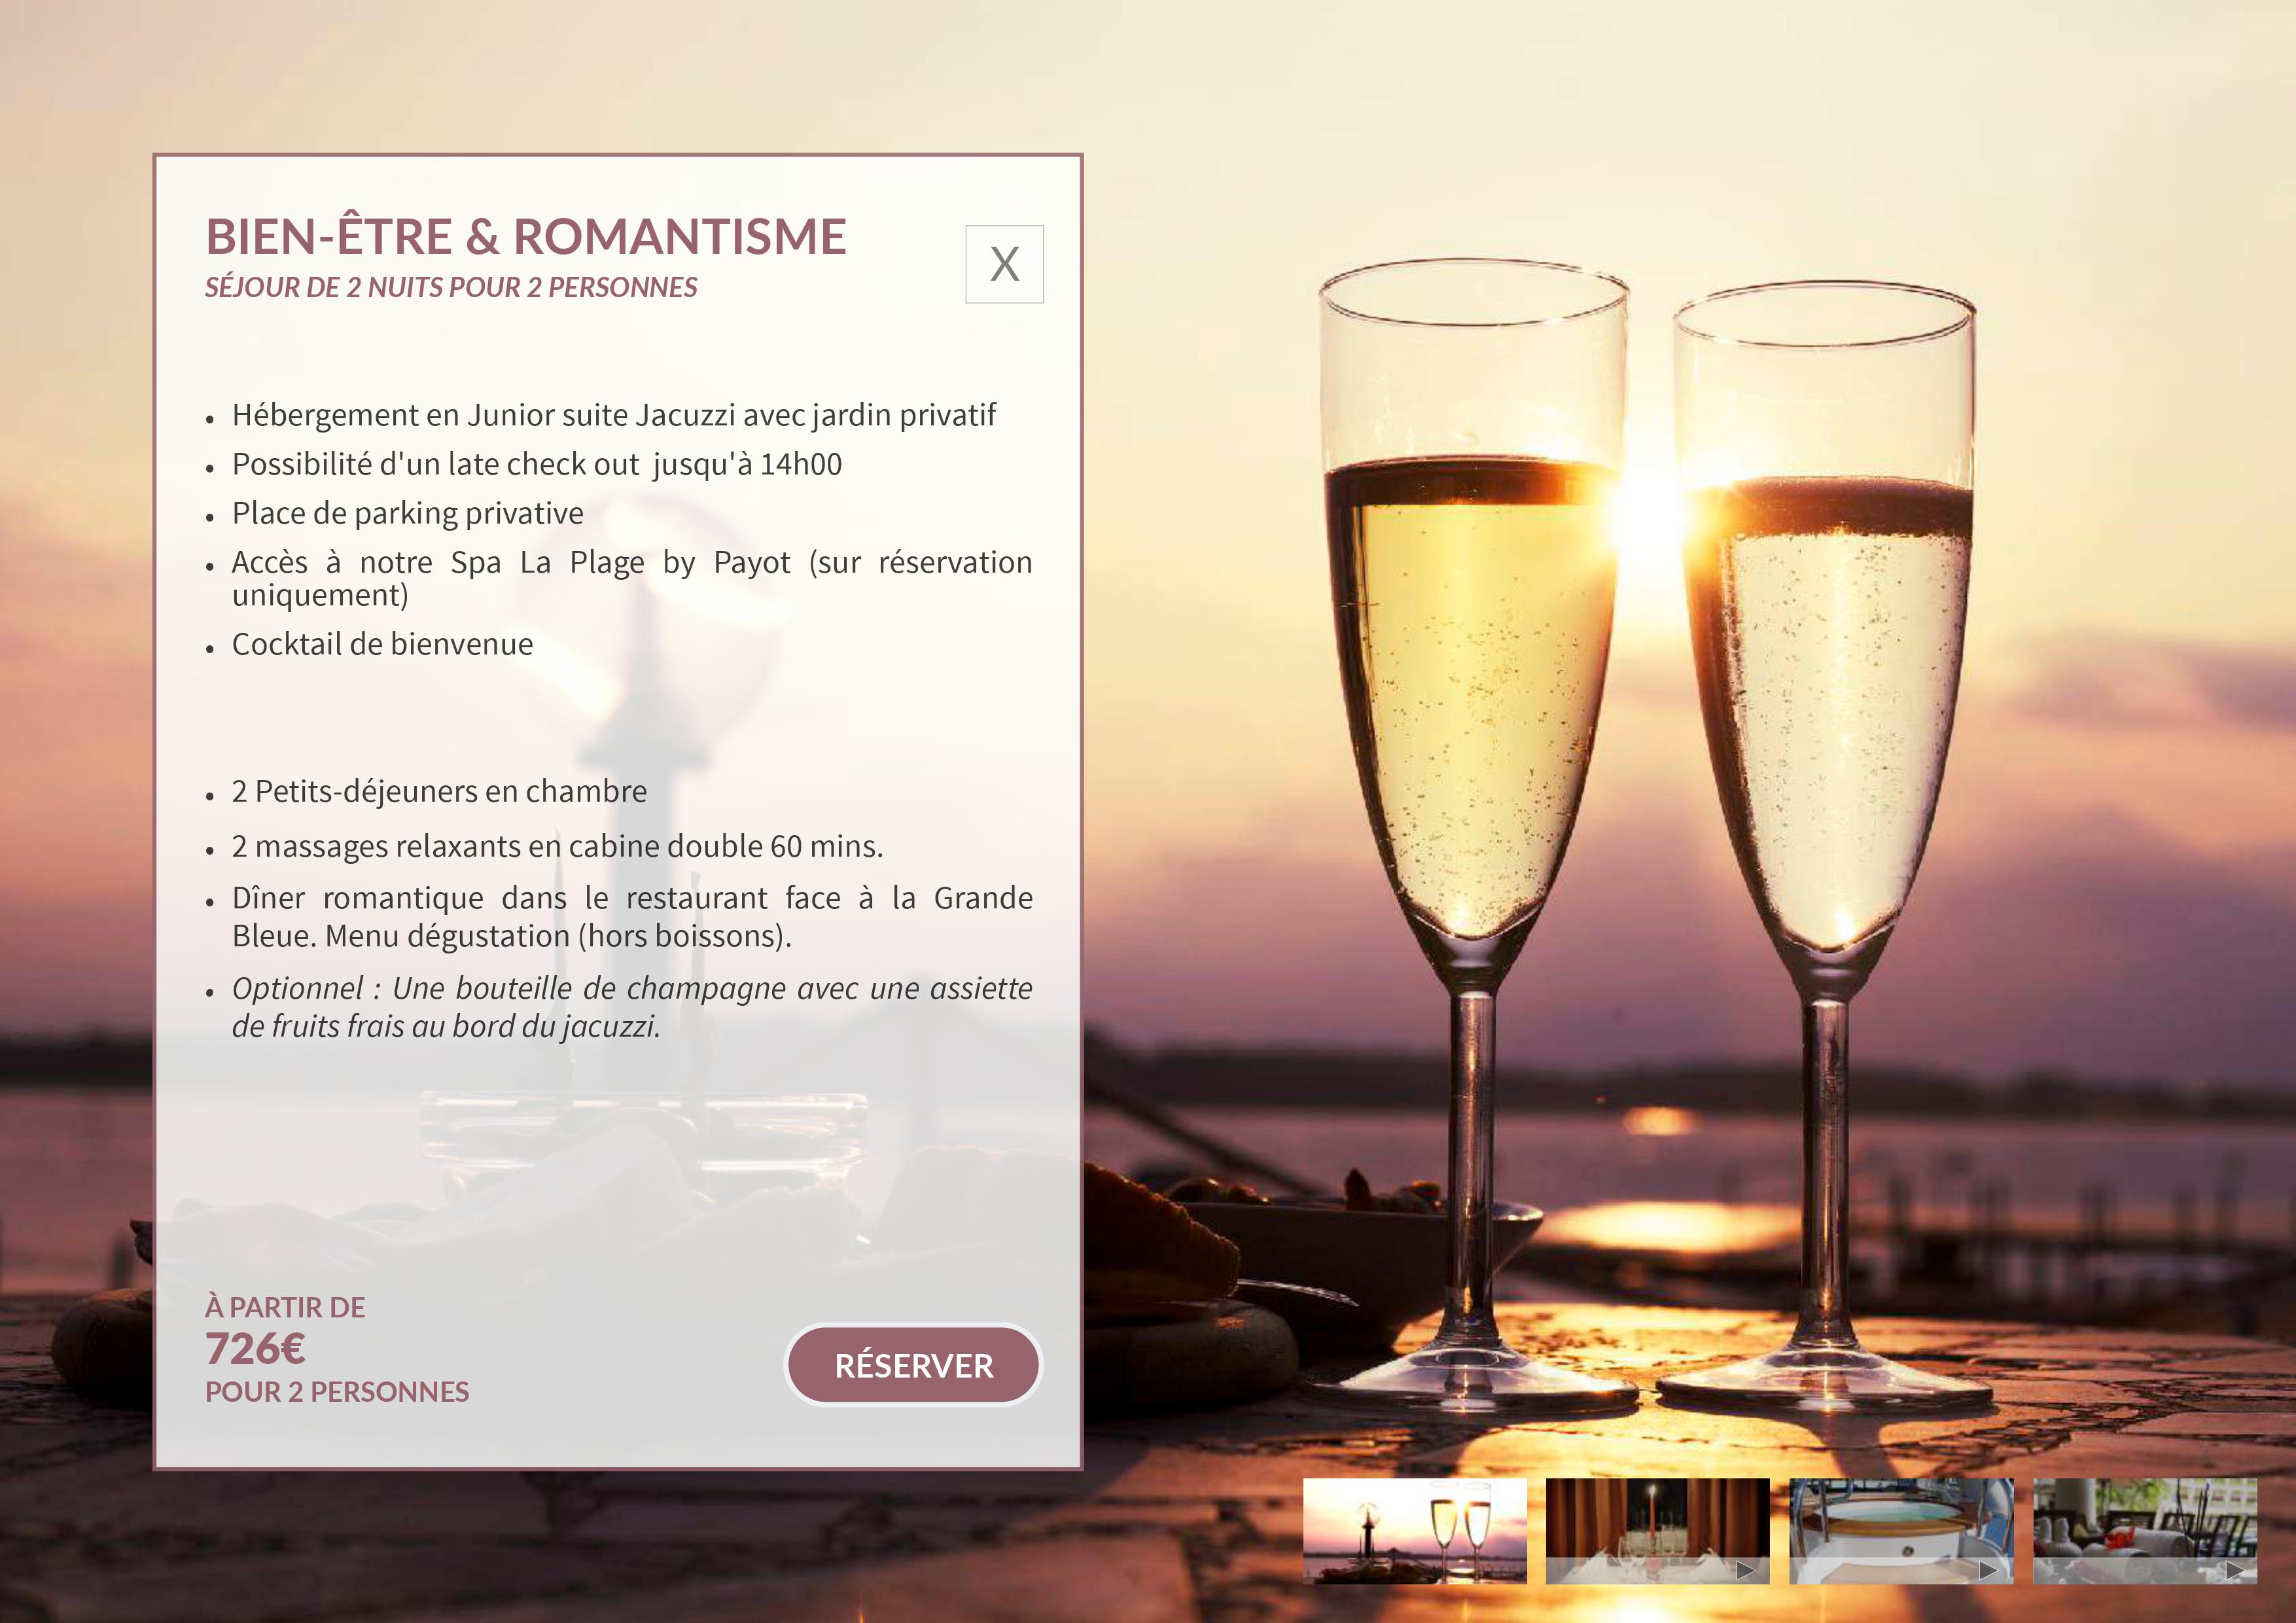 BIEN-ÊTRE & ROMANTISME
SÉJOUR DE 2 NUITS POUR 2 PERSONNES
X
• Hébergement en Junior suite Jacuzzi avec jardin privatif
• Possibilité d'un late check out  jusqu'à 14h00
• Place de parking privative
• Accès à notre Spa La Plage by Payot (sur réservation
uniquement)
• Cocktail de bienvenue
• 2 Petits-déjeuners en chambre
• 2 massages relaxants en cabine double 60 mins.
• Dîner romantique dans le restaurant face à la Grande
Bleue. Menu dégustation (hors boissons).
• Optionnel : Une bouteille de champagne avec une assiette
de fruits frais au bord du jacuzzi.
À PARTIR DE
726€
POUR 2 PERSONNES
RÉSERVER